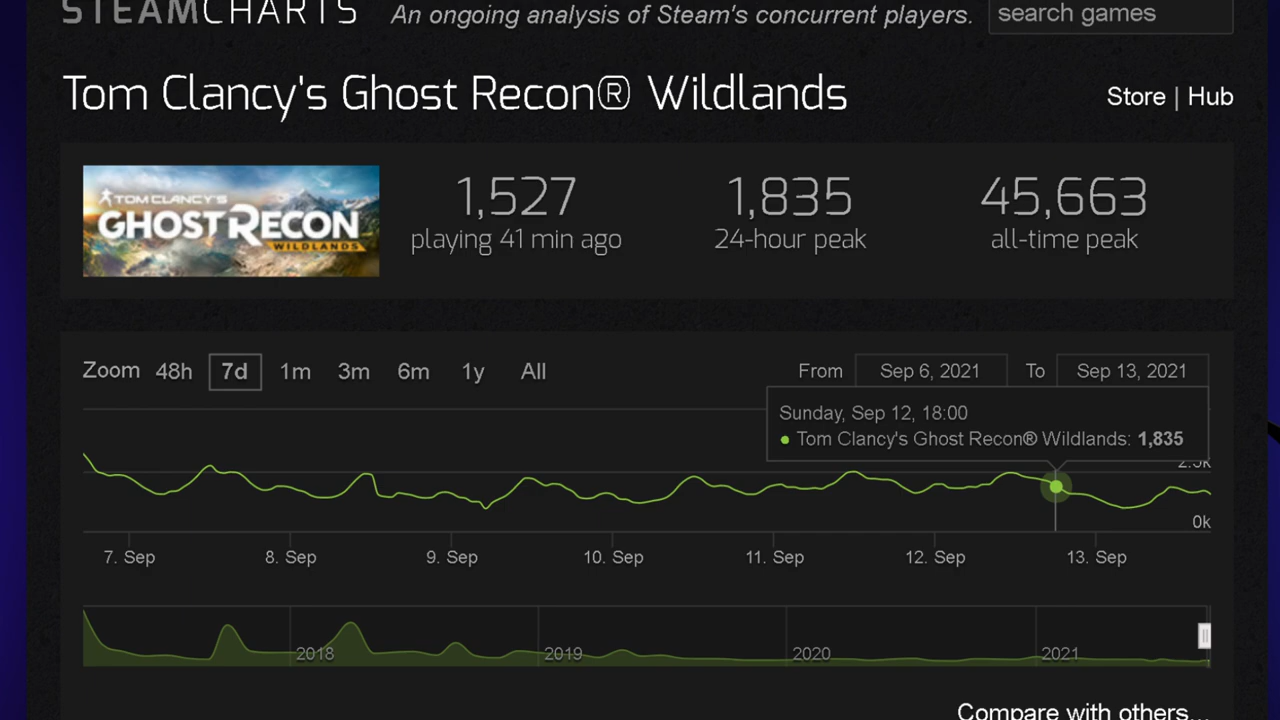 STEAMCHARTS An ongoing analysis of Steam's concurrent players. search games
Tom Clancy's Ghost Recon® Wildlands
Store | Hub
TOM CLANCY'S
GHOST RECON
WILDLANDS
1,527
playing 41 min ago
1,835
24-hour peak
45,663
all-time peak
Zoom 48h 7d 1m 3m 6m 1y All From Sep 6, 2021 To Sep 13, 2021
Sunday, Sep 12, 18:00
● Tom Clancy's Ghost Recon® Wildlands: 1,835
2.5k
0k
7. Sep 8. Sep 9. Sep 10. Sep 11. Sep 12. Sep 13. Sep
2018 2019 2020 2021
Compare with others...